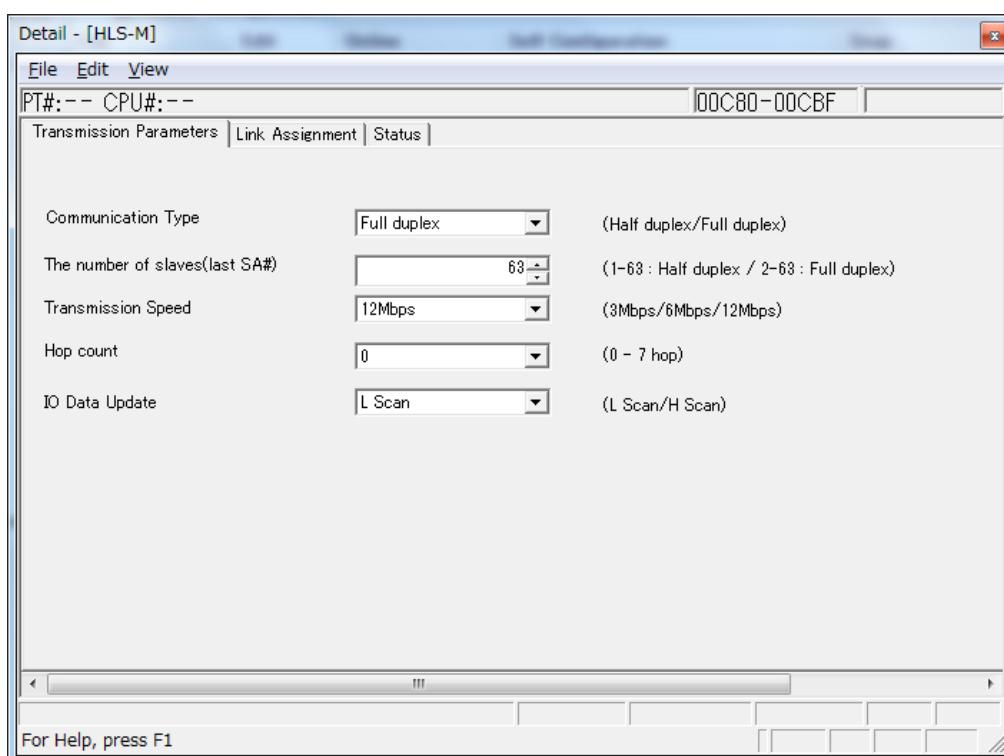 Detail - [HLS-M]
File Edit View
PT#:-- CPU#:-- 00C80-00CBF
Transmission Parameters Link Assignment Status
Communication Type Full duplex (Half duplex/Full duplex)
The number of slaves(last SA#) 63 (1-63 : Half duplex / 2-63 : Full duplex)
Transmission Speed 12Mbps (3Mbps/6Mbps/12Mbps)
Hop count 0 (0 - 7 hop)
IO Data Update L Scan (L Scan/H Scan)
For Help, press F1